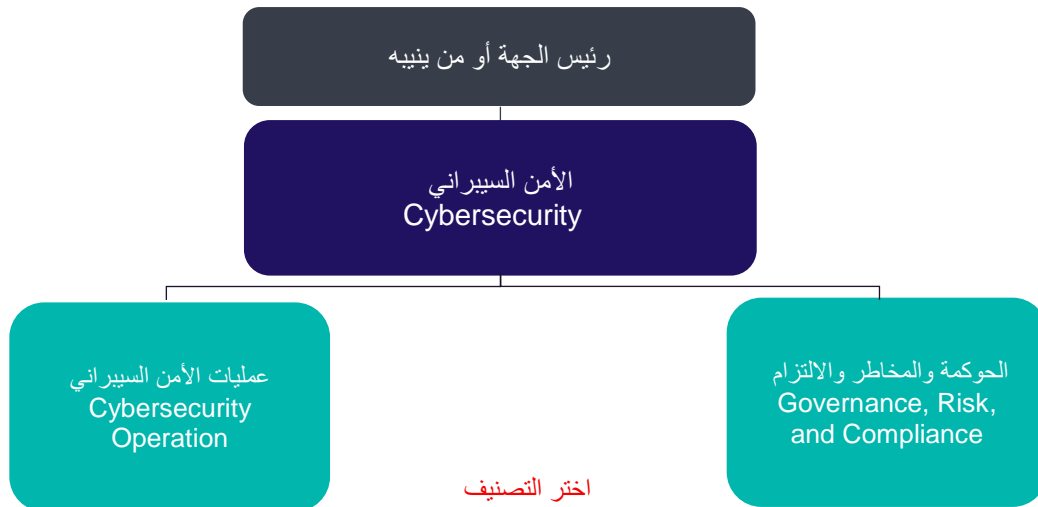 رئيس الجهة أو من ينيبه
الأمن السيبراني
Cybersecurity
الحوكمة والمخاطر والالتزام
Governance, Risk,
and Compliance
عمليات الأمن السيبراني
Cybersecurity
Operation
اختر التصنيف